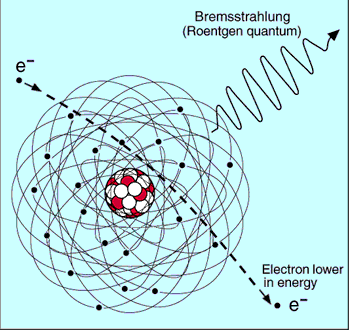 Bremsstrahlung
(Roentgen quantum)
e⁻
Electron lower
in energy
e⁻